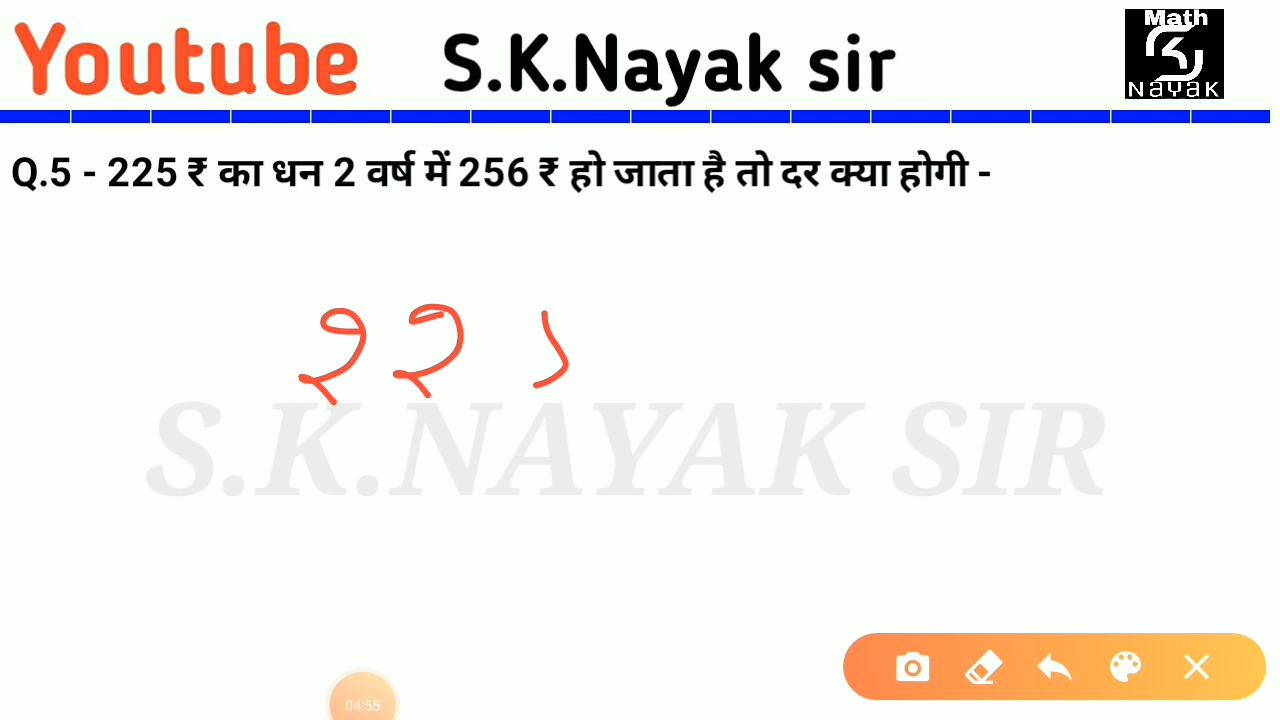 Youtube S.K.Nayak sir
Math
NAYAK
Q.5 - 225 ₹ का धन 2 वर्ष में 256 ₹ हो जाता है तो दर क्या होगी -
२२
S.K.NAYAK SIR
04:55